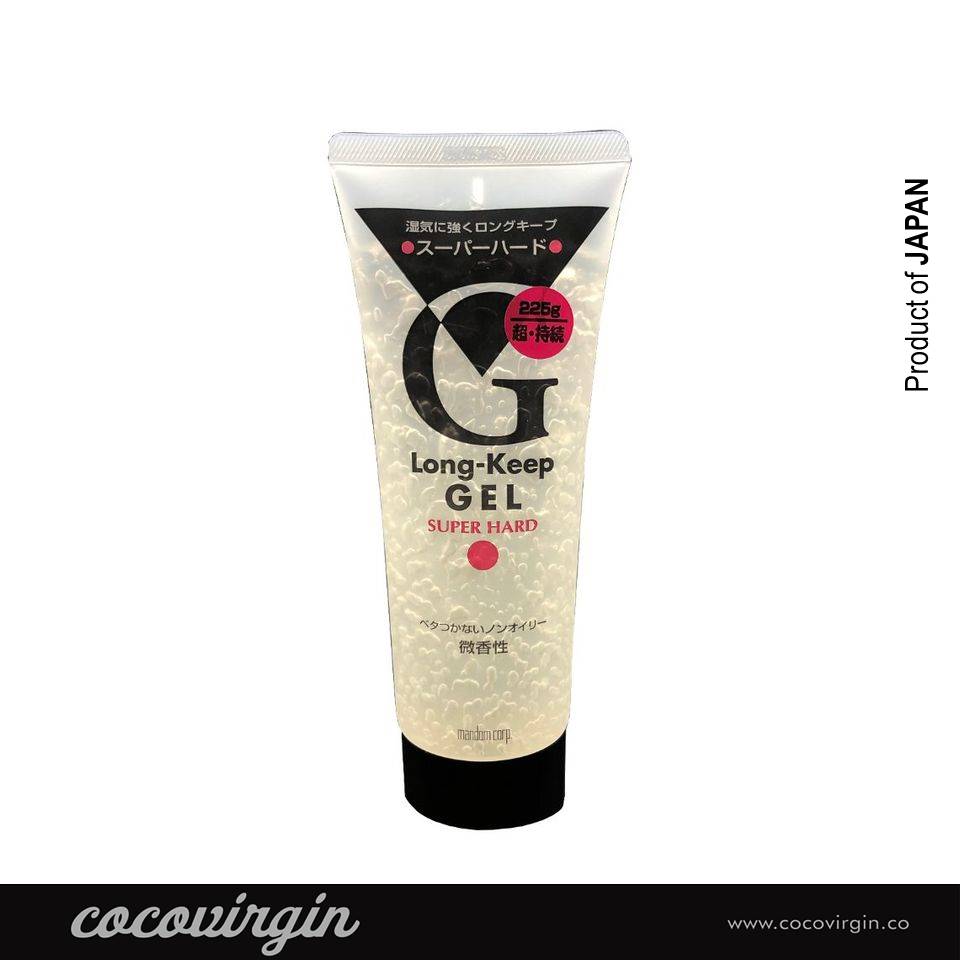 湿気に強くロングキープ
●スーパーハード●
G
225g
超・持続
Long-Keep
GEL
SUPER HARD
ベタつかないノンオイリー
微香性
mandom corp.
Product of JAPAN
cocovirgin
www.cocovirgin.co